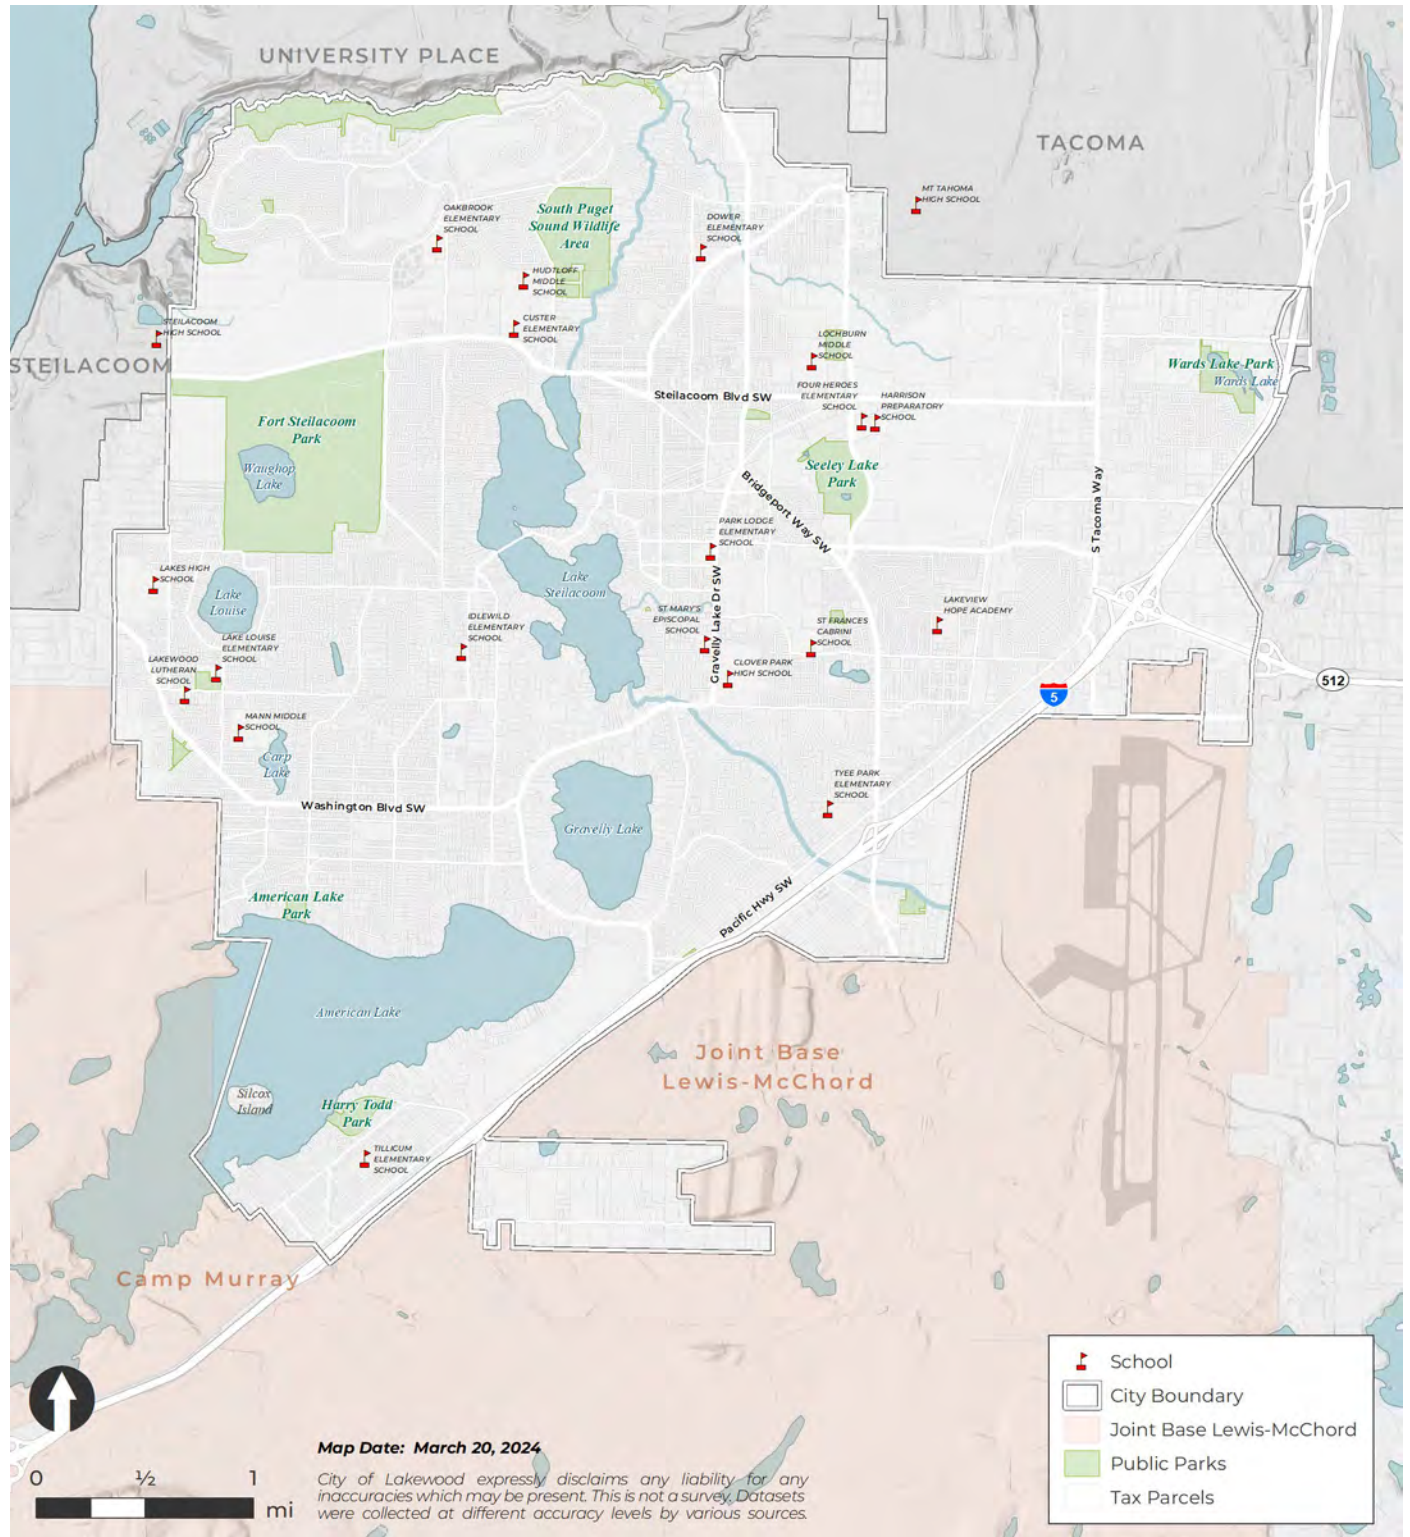 UNIVERSITY PLACE
TACOMA
MT TAHOMA
HIGH SCHOOL
OAKBROOK
ELEMENTARY
SCHOOL
South Puget
Sound Wildlife
Area
DOWER
ELEMENTARY
SCHOOL
HUDTLOFF
MIDDLE
SCHOOL
CUSTER
ELEMENTARY
SCHOOL
STEILACOOM
HIGH SCHOOL
STEILACOOM
LOCHBURN
MIDDLE
SCHOOL
Wards Lake Park
Wards Lake
Steilacoom Blvd SW
FOUR HEROES
ELEMENTARY
SCHOOL
HARRISON
PREPARATORY
SCHOOL
Fort Steilacoom
Park
Waughop
Lake
Seeley Lake
Park
Bridgeport Way SW
S Tacoma Way
PARK LODGE
ELEMENTARY
SCHOOL
LAKES HIGH
SCHOOL
Lake
Louise
Lake
Steilacoom
Gravelly Lake Dr SW
LAKEVIEW
HOPE ACADEMY
ST MARY'S
EPISCOPAL
SCHOOL
ST FRANCES
CABRINI
SCHOOL
IDLEWILD
ELEMENTARY
SCHOOL
LAKE LOUISE
ELEMENTARY
SCHOOL
LAKEWOOD
LUTHERAN
SCHOOL
CLOVER PARK
HIGH SCHOOL
512
5
MANN MIDDLE
SCHOOL
Carp
Lake
TYEE PARK
ELEMENTARY
SCHOOL
Washington Blvd SW
Gravelly Lake
American Lake
Park
Pacific Hwy SW
American Lake
Joint Base
Lewis-McChord
Silcox
Island
Harry Todd
Park
TILLICUM
ELEMENTARY
SCHOOL
Camp Murray
School
City Boundary
Joint Base Lewis-McChord
Public Parks
Tax Parcels
Map Date: March 20, 2024
0 ½ 1
mi
City of Lakewood expressly disclaims any liability for any
inaccuracies which may be present. This is not a survey. Datasets
were collected at different accuracy levels by various sources.